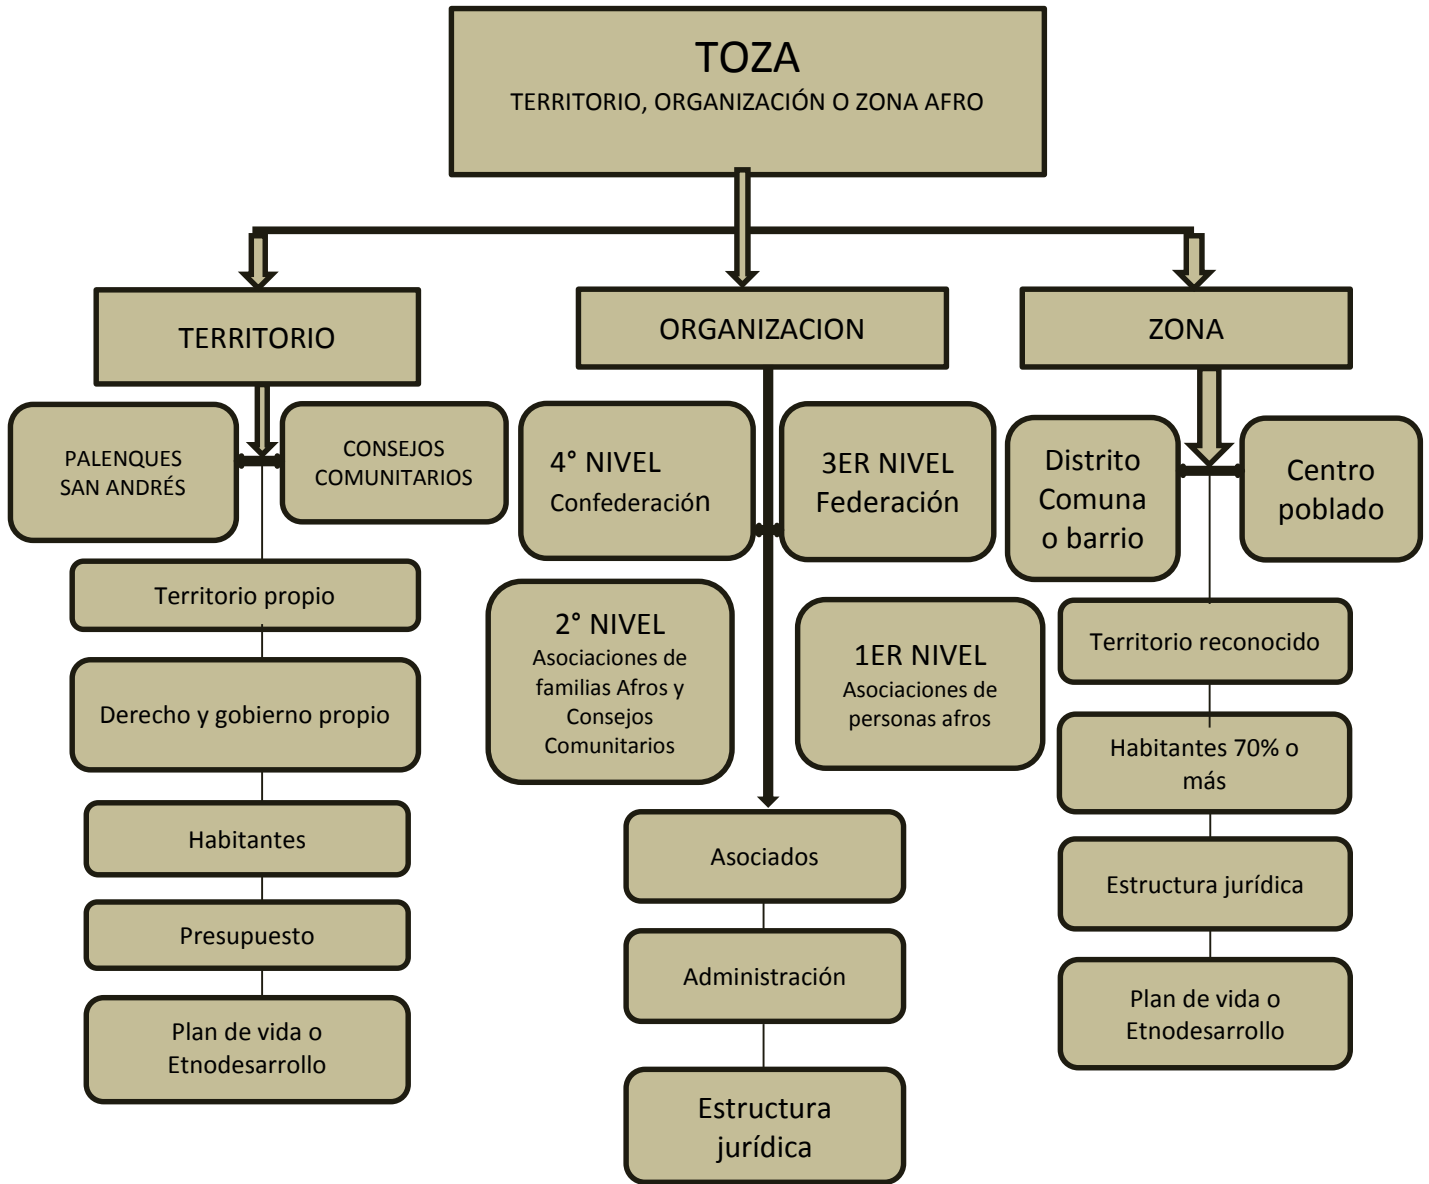 TOZA
TERRITORIO, ORGANIZACIÓN O ZONA AFRO
TERRITORIO
ORGANIZACION
ZONA
PALENQUES
SAN ANDRÉS
CONSEJOS
COMUNITARIOS
Territorio propio
Derecho y gobierno propio
Habitantes
Presupuesto
Plan de vida o
Etnodesarrollo
4° NIVEL
Confederación
3ER NIVEL
Federación
2° NIVEL
Asociaciones de
familias Afros y
Consejos
Comunitarios
1ER NIVEL
Asociaciones de
personas afros
Asociados
Administración
Estructura
jurídica
Distrito
Comuna
o barrio
Centro
poblado
Territorio reconocido
Habitantes 70% o
más
Estructura jurídica
Plan de vida o
Etnodesarrollo